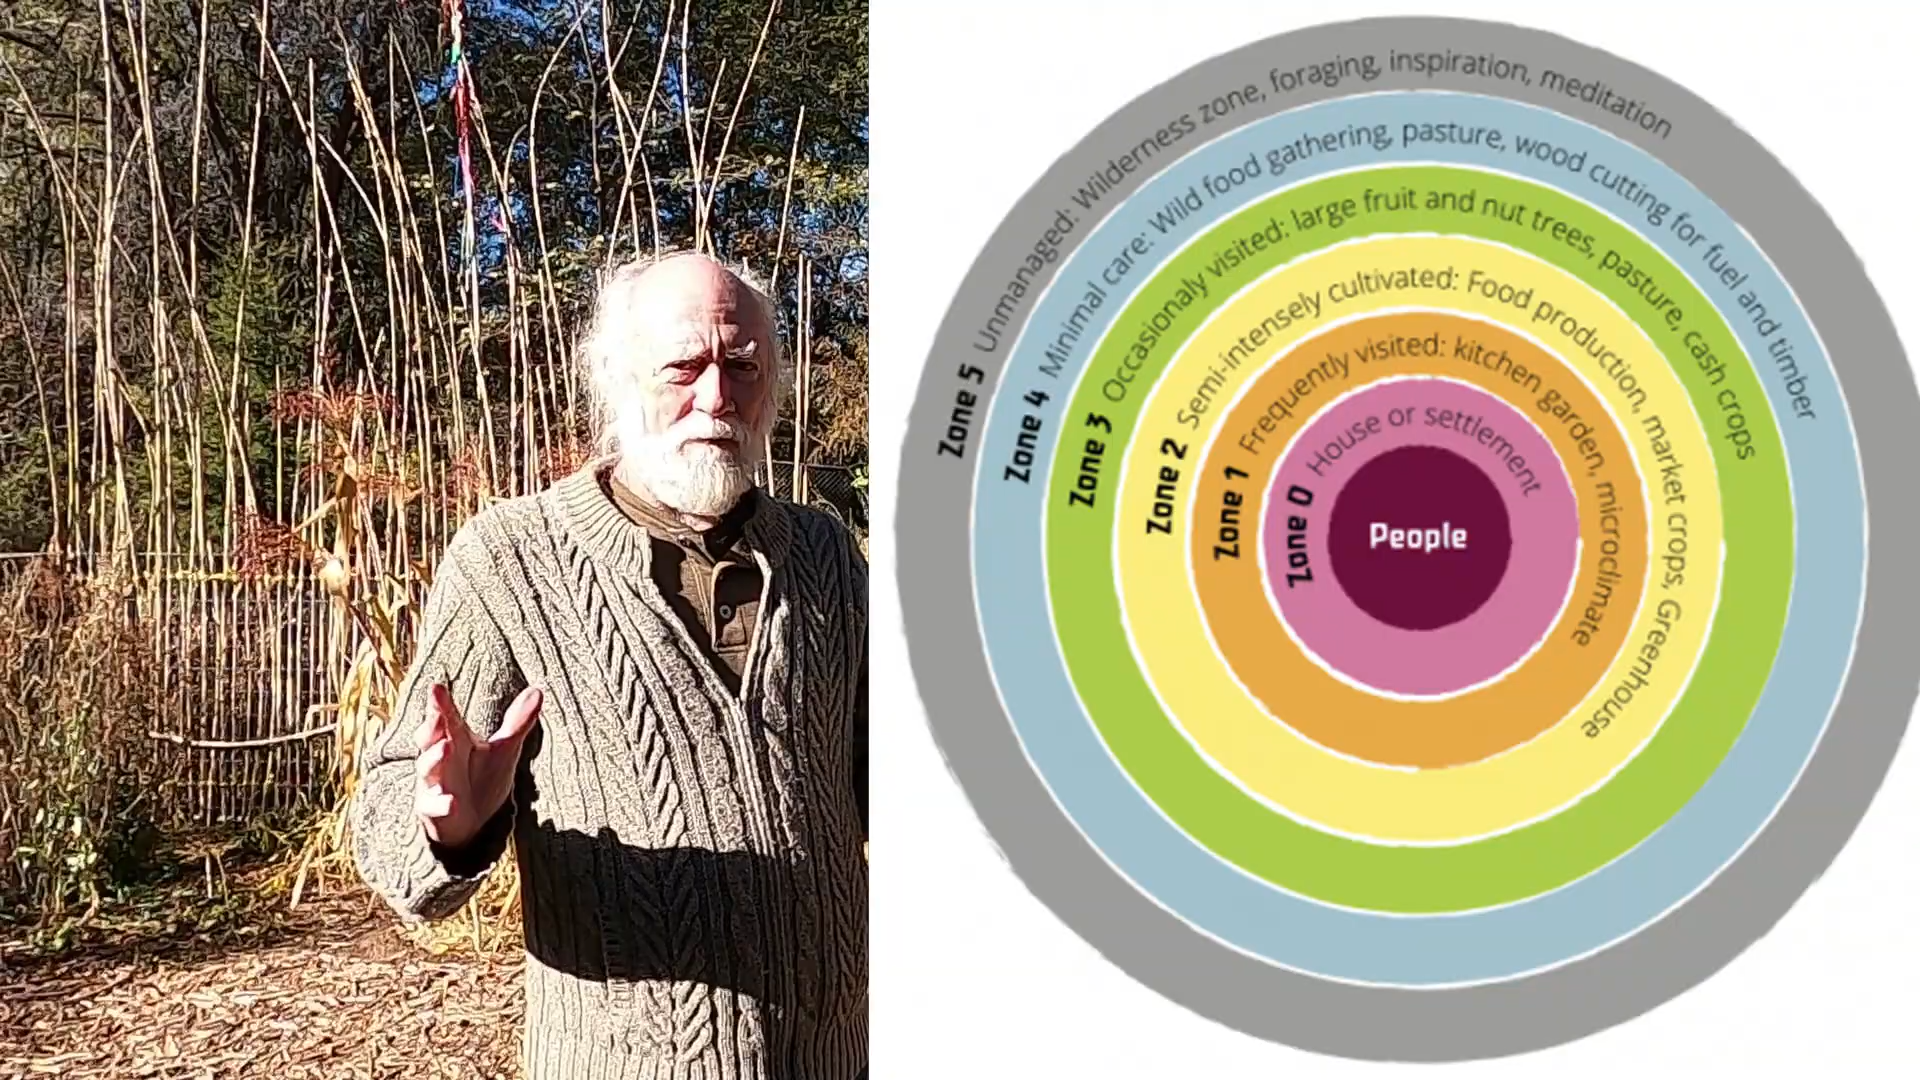 Zone 5 Unmanaged: Wilderness zone, foraging, inspiration, meditation
Zone 4 Minimal care: Wild food gathering, pasture, wood cutting for fuel and timber
Zone 3 Occasionaly visited: large fruit and nut trees, pasture, cash crops
Zone 2 Semi-intensely cultivated: Food production, market crops, Greenhouse
Zone 1 Frequently visited: kitchen garden, microclimate
Zone 0 House or settlement
People